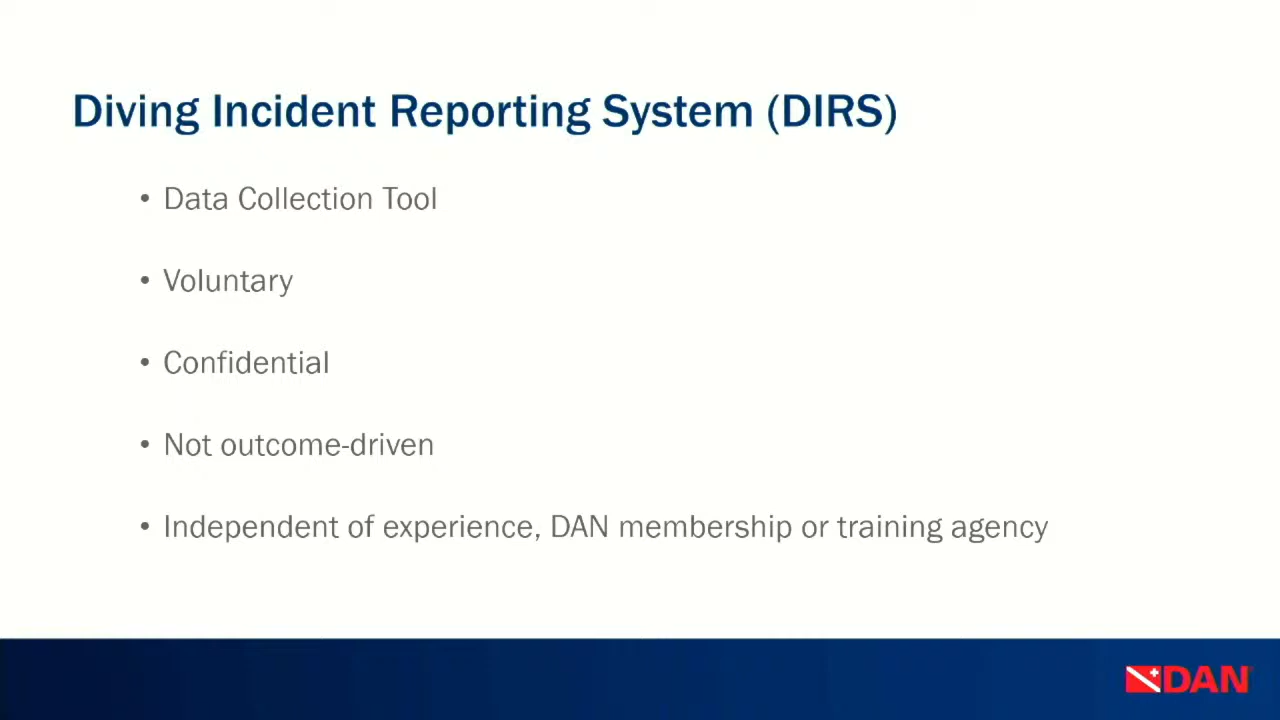 Diving Incident Reporting System (DIRS)
• Data Collection Tool
• Voluntary
• Confidential
• Not outcome-driven
• Independent of experience, DAN membership or training agency
DAN